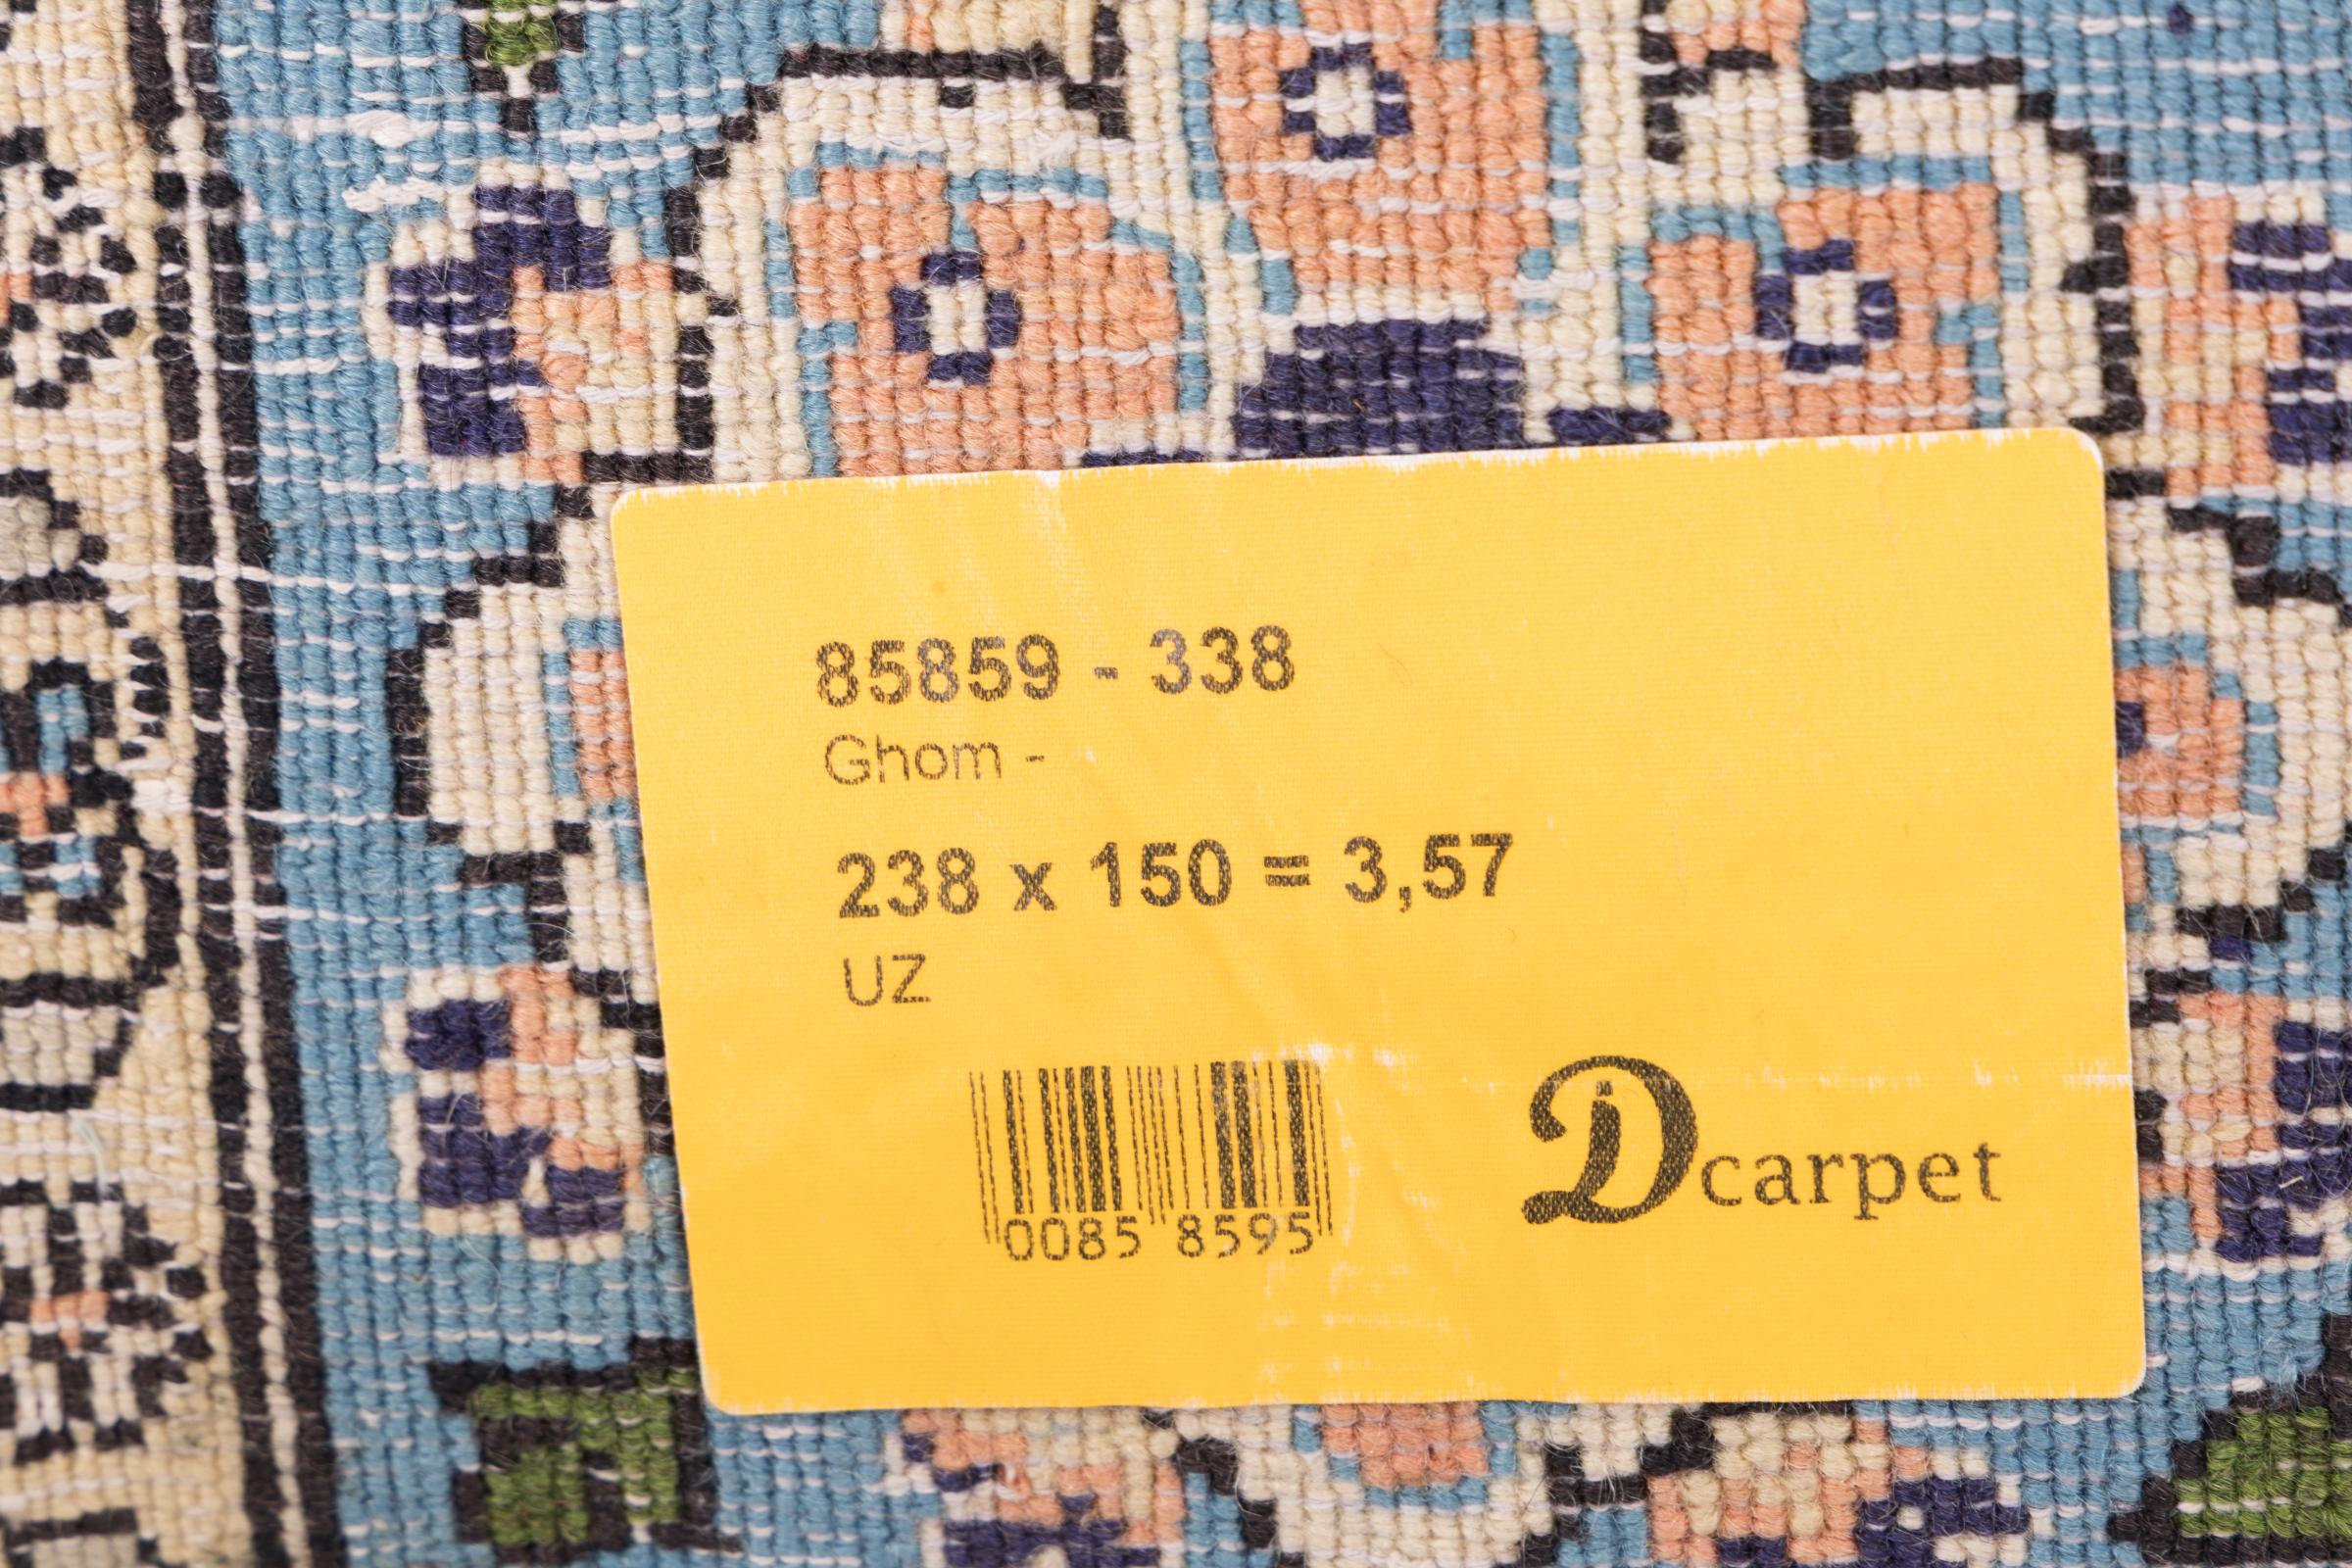 85859 - 338
Ghom -
238 x 150 = 3,57
UZ
0085 8595
Dcarpet